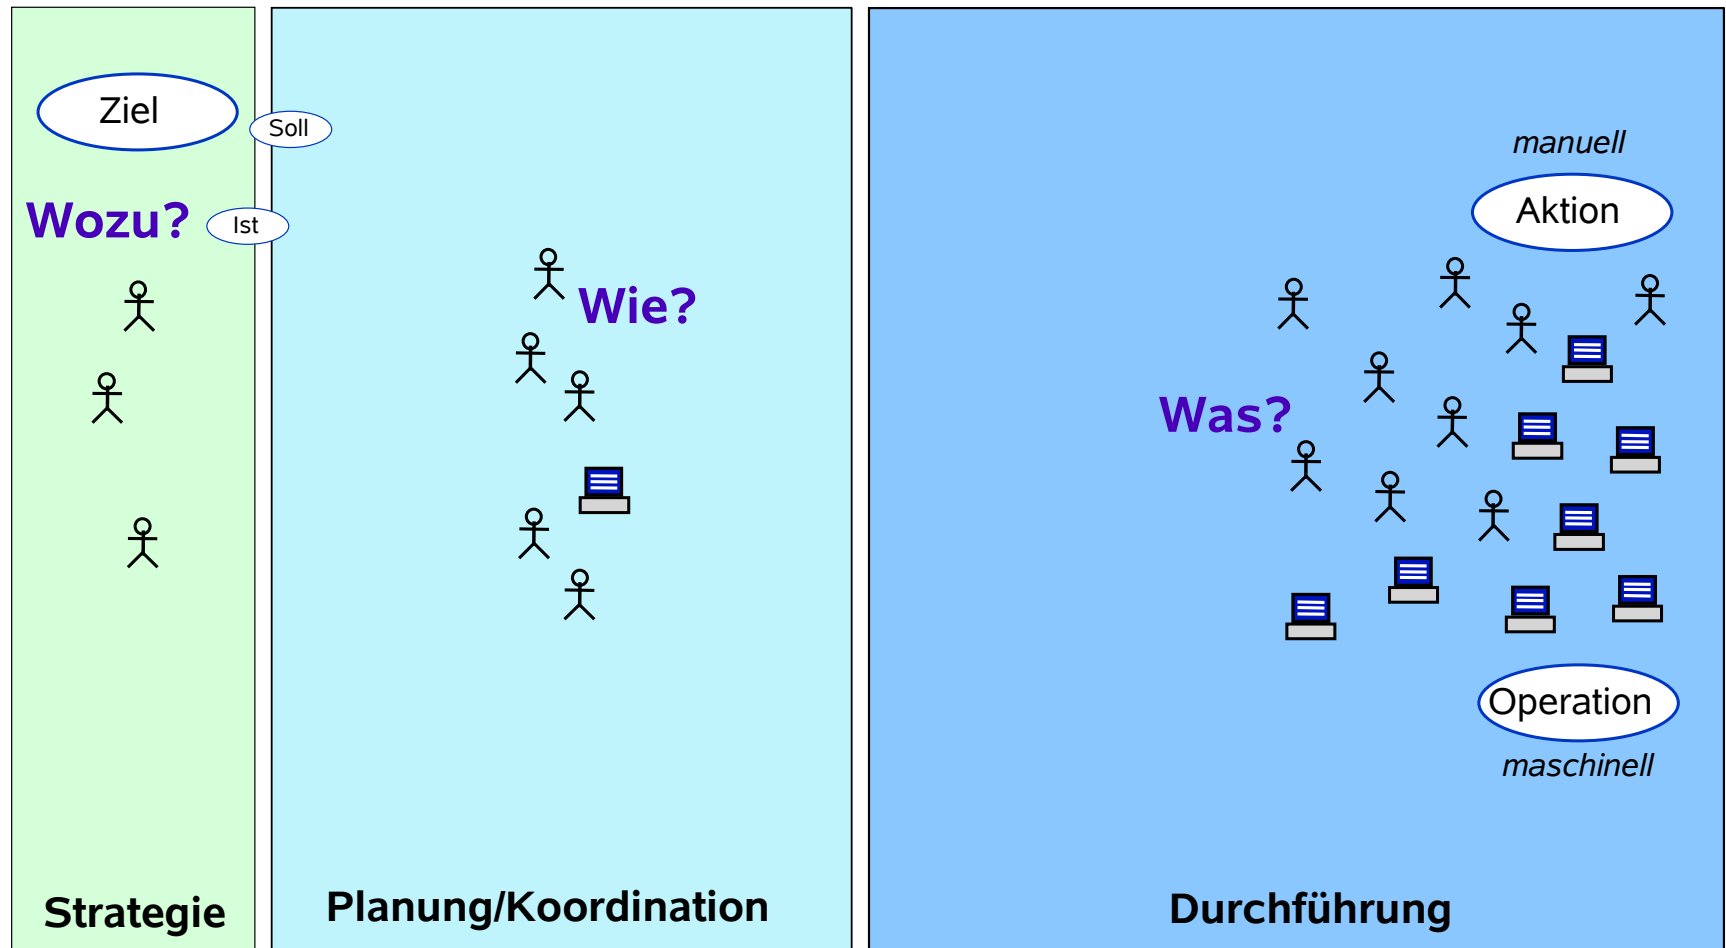 Ziel
Soll
Wozu?
Ist
Wie?
manuell
Aktion
Was?
Operation
maschinell
Strategie
Planung/Koordination
Durchführung